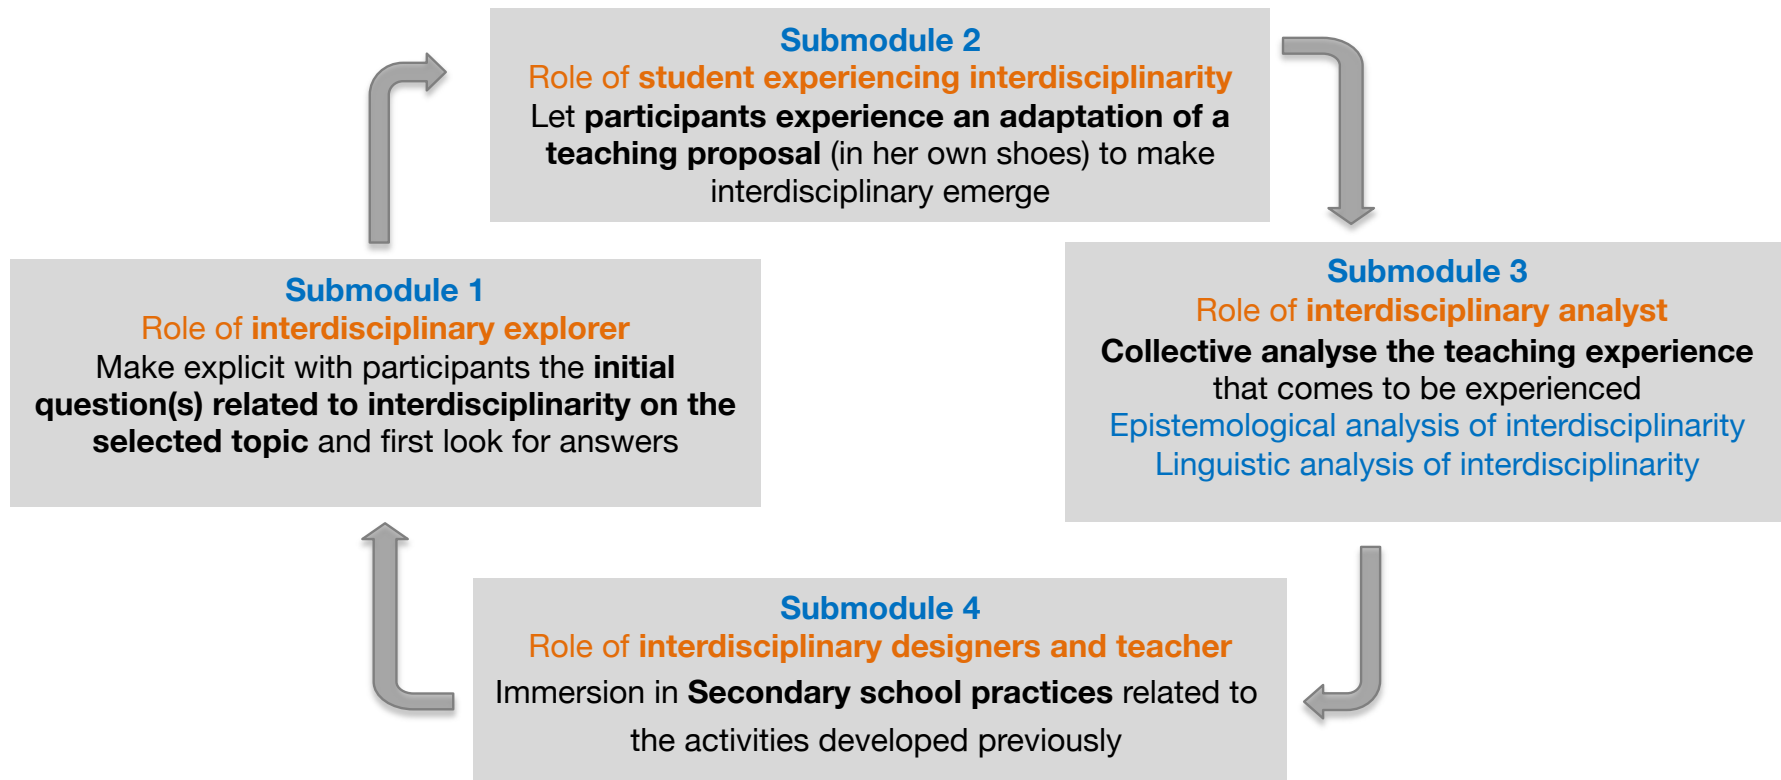 Submodule 2
Role of student experiencing interdisciplinarity
Let participants experience an adaptation of a
teaching proposal (in her own shoes) to make
interdisciplinary emerge
Submodule 1
Role of interdisciplinary explorer
Make explicit with participants the initial
question(s) related to interdisciplinarity on the
selected topic and first look for answers
Submodule 3
Role of interdisciplinary analyst
Collective analyse the teaching experience
that comes to be experienced
Epistemological analysis of interdisciplinarity
Linguistic analysis of interdisciplinarity
Submodule 4
Role of interdisciplinary designers and teacher
Immersion in Secondary school practices related to
the activities developed previously